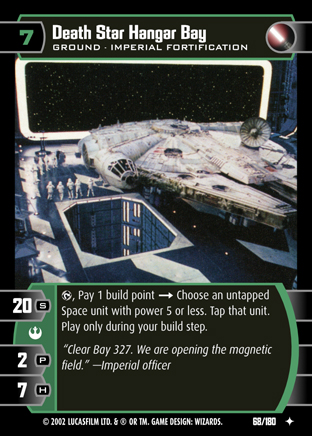 7 Death Star Hangar Bay
GROUND · IMPERIAL FORTIFICATION
20 S
, Pay 1 build point → Choose an untapped
Space unit with power 5 or less. Tap that unit.
Play only during your build step.
2 P
“Clear Bay 327. We are opening the magnetic
field.” —Imperial officer
7 H
© 2002 LUCASFILM LTD. & ® OR TM. GAME DESIGN: WIZARDS. 68/180